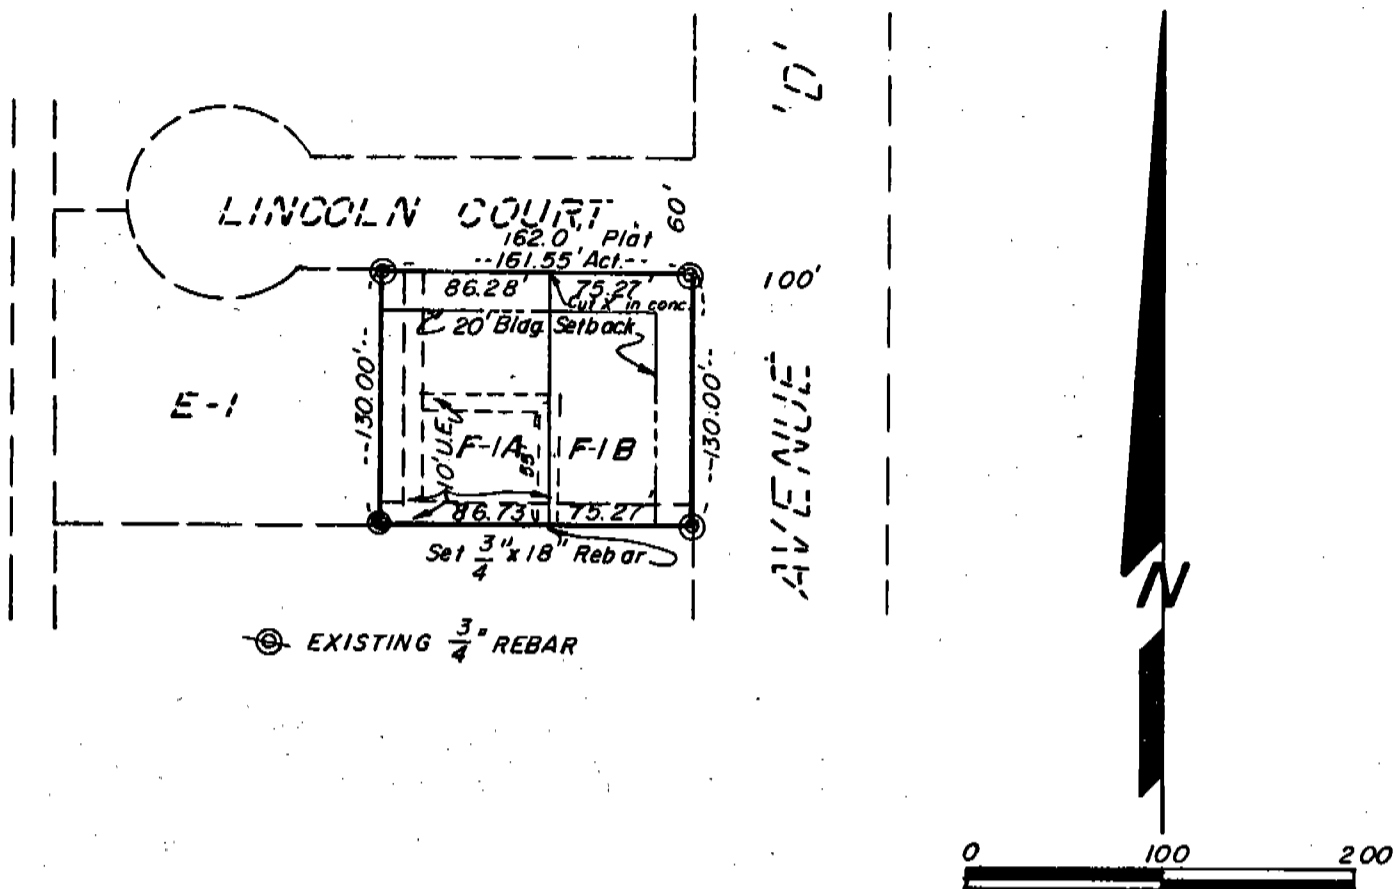 'D'
LINCOLN COURT
60'
162.0' Plat
--161.55' Act.--
86.28' 75.27'
Cut X in conc.
100'
20' Bldg. Setback
--130.00'--
--130.00'--
E-1
10' U.E.
F-1A
55'
F-1B
AVENUE
86.73' 75.27'
Set 3/4" x 18" Rebar
N
EXISTING 3/4" REBAR
0 100 200